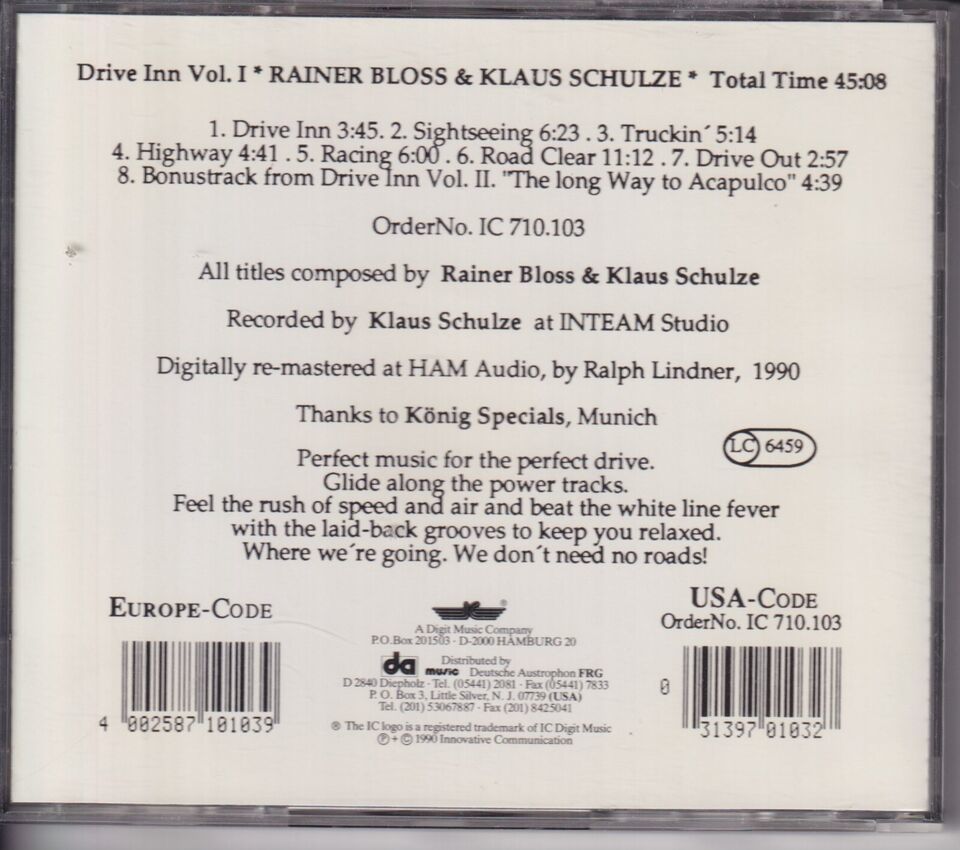 Drive Inn Vol. I * RAINER BLOSS & KLAUS SCHULZE * Total Time 45:08
1. Drive Inn 3:45. 2. Sightseeing 6:23 . 3. Truckin´ 5:14
4. Highway 4:41 . 5. Racing 6:00 . 6. Road Clear 11:12 . 7. Drive Out 2:57
8. Bonustrack from Drive Inn Vol. II. "The long Way to Acapulco" 4:39
OrderNo. IC 710.103
All titles composed by Rainer Bloss & Klaus Schulze
Recorded by Klaus Schulze at INTEAM Studio
Digitally re-mastered at HAM Audio, by Ralph Lindner, 1990
Thanks to König Specials, Munich
LC 6459
Perfect music for the perfect drive.
Glide along the power tracks.
Feel the rush of speed and air and beat the white line fever
with the laid-back grooves to keep you relaxed.
Where we´re going. We don´t need no roads!
EUROPE-CODE
4 002587 101039
IC ®
A Digit Music Company
P.O.Box 201503 - D-2000 HAMBURG 20
da music
Distributed by
Deutsche Austrophon FRG
D 2840 Diepholz · Tel. (05441) 2081 · Fax (05441) 7833
P. O. Box 3, Little Silver, N. J. 07739 (USA)
Tel. (201) 53067887 · Fax (201) 8425041
® The IC logo is a registered trademark of IC Digit Music
℗ + © 1990 Innovative Communication
USA-CODE
OrderNo. IC 710.103
0 31397 01032